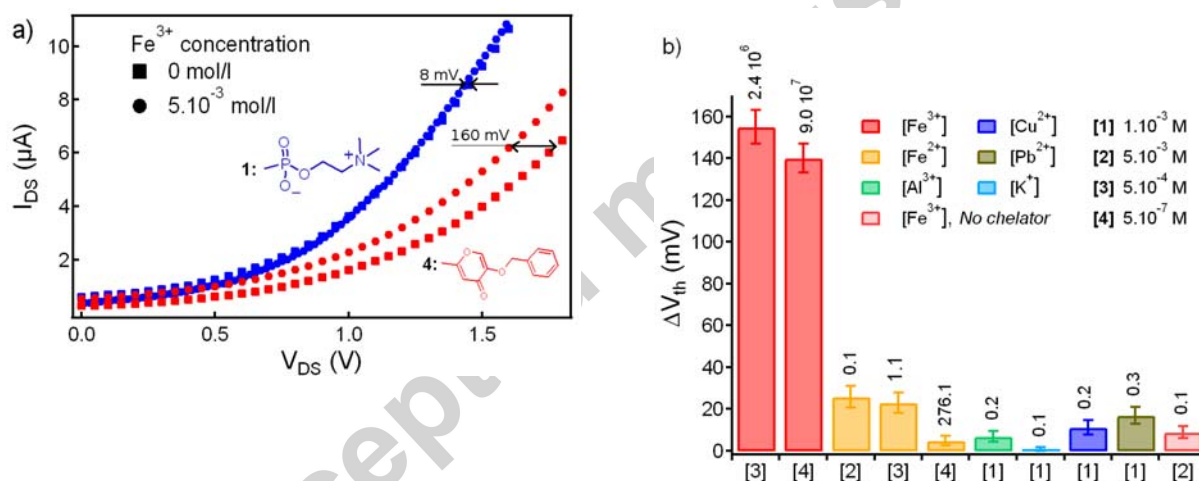 a)
10
8
6
4
2
I_DS (μA)
Fe³⁺ concentration
■ 0 mol/l
● 5.10⁻³ mol/l
8 mV
160 mV
1:
O
P
O
O
N
+
−
4:
O
O
O
0.0
0.5
1.0
1.5
V_DS (V)
b)
ΔV_th (mV)
160
140
120
100
80
60
40
20
0
2.4 10⁶
9.0 10⁷
0.1
1.1
276.1
0.2
0.1
0.2
0.3
0.1
[Fe³⁺] [Cu²⁺] [1] 1.10⁻³ M
[Fe²⁺] [Pb²⁺] [2] 5.10⁻³ M
[Al³⁺] [K⁺] [3] 5.10⁻⁴ M
[Fe³⁺], No chelator [4] 5.10⁻⁷ M
[3] [4] [2] [3] [4] [1] [1] [1] [1] [2]